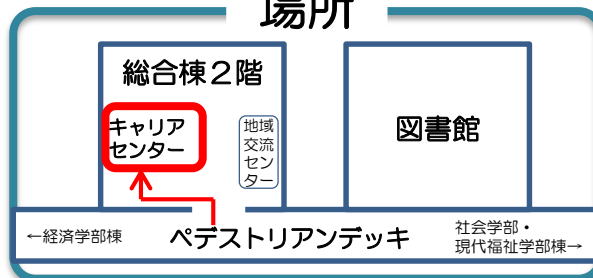 場所
総合棟２階
キャリア
センター
地域
交流
セン
ター
図書館
←経済学部棟
ペデストリアンデッキ
社会学部・
現代福祉学部棟→